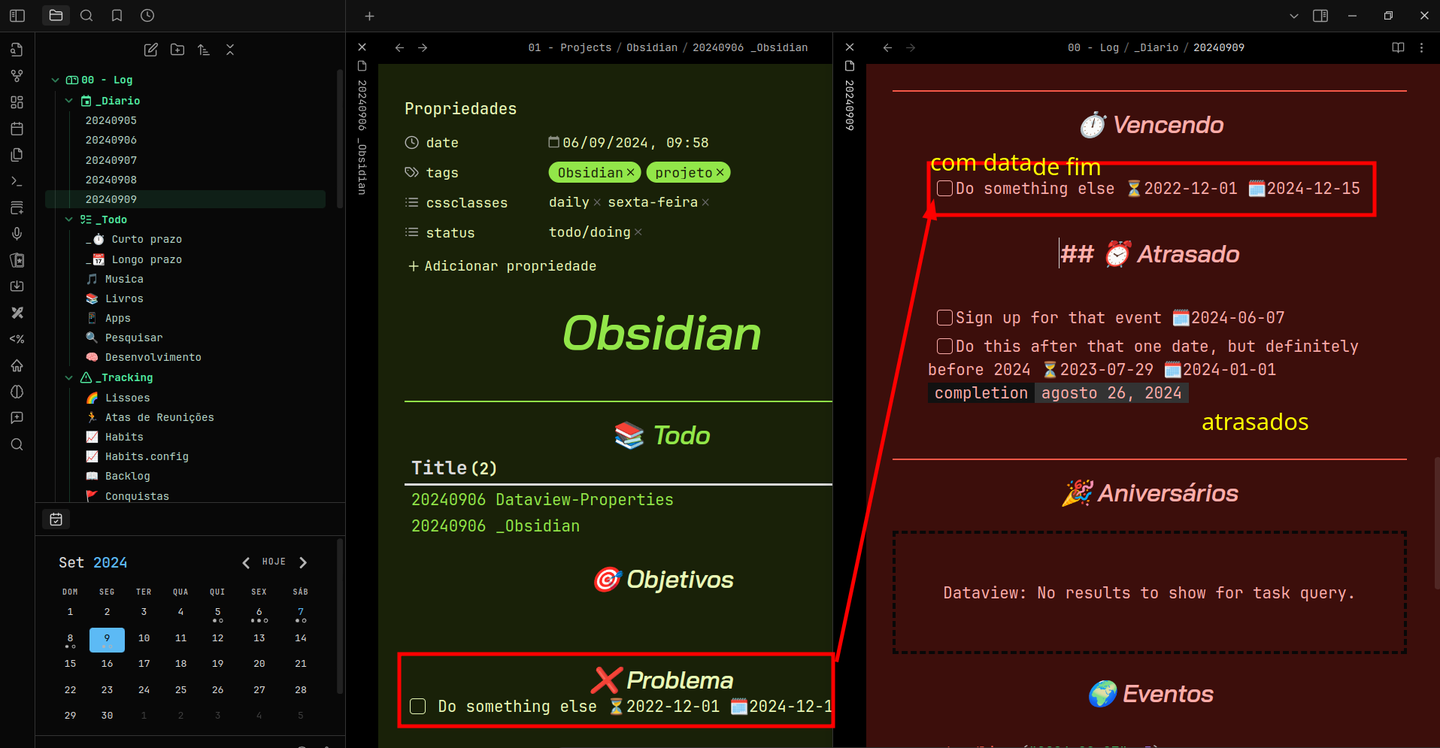 01 - Projects / Obsidian / 20240906 _Obsidian
00 - Log / _Diario / 20240909
00 - Log
_Diario
20240905
20240906
20240907
20240908
20240909
_Todo
_⏱️ Curto prazo
_📆 Longo prazo
🎵 Musica
📚 Livros
📱 Apps
🔍 Pesquisar
🧠 Desenvolvimento
_Tracking
🌈 Lissoes
🏃 Atas de Reuniões
📈 Habits
📈 Habits.config
📖 Backlog
🚩 Conquistas
Set 2024
HOJE
DOM SEG TER QUA QUI SEX SÁB
1 2 3 4 5 6 7
8 9 10 11 12 13 14
15 16 17 18 19 20 21
22 23 24 25 26 27 28
29 30 1 2 3 4 5
20240906 _Obsidian
Propriedades
date 06/09/2024, 09:58
tags Obsidian × projeto ×
cssclasses daily × sexta-feira ×
status todo/doing ×
+ Adicionar propriedade
Obsidian
📚 Todo
Title (2)
20240906 Dataview-Properties
20240906 _Obsidian
🎯 Objetivos
❌ Problema
Do something else ⏳2022-12-01 🗓️2024-12-1
20240909
⏱️ Vencendo
com data de fim
Do something else ⏳2022-12-01 🗓️2024-12-15
## ⏰ Atrasado
Sign up for that event 🗓️2024-06-07
Do this after that one date, but definitely
before 2024 ⏳2023-07-29 🗓️2024-01-01
completion agosto 26, 2024
atrasados
🎉 Aniversários
Dataview: No results to show for task query.
🌍 Eventos